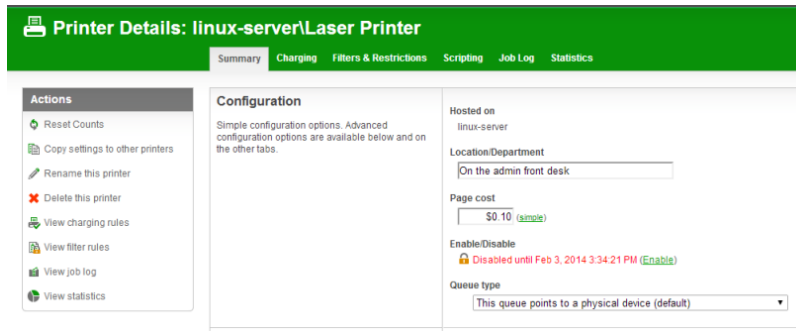 Printer Details: linux-server\Laser Printer
Summary Charging Filters & Restrictions Scripting Job Log Statistics
Actions
Reset Counts
Copy settings to other printers
Rename this printer
Delete this printer
View charging rules
View filter rules
View job log
View statistics
Configuration
Simple configuration options. Advanced
configuration options are available below and on
the other tabs.
Hosted on
linux-server
Location/Department
On the admin front desk
Page cost
$0.10 (simple)
Enable/Disable
Disabled until Feb 3, 2014 3:34:21 PM (Enable)
Queue type
This queue points to a physical device (default)